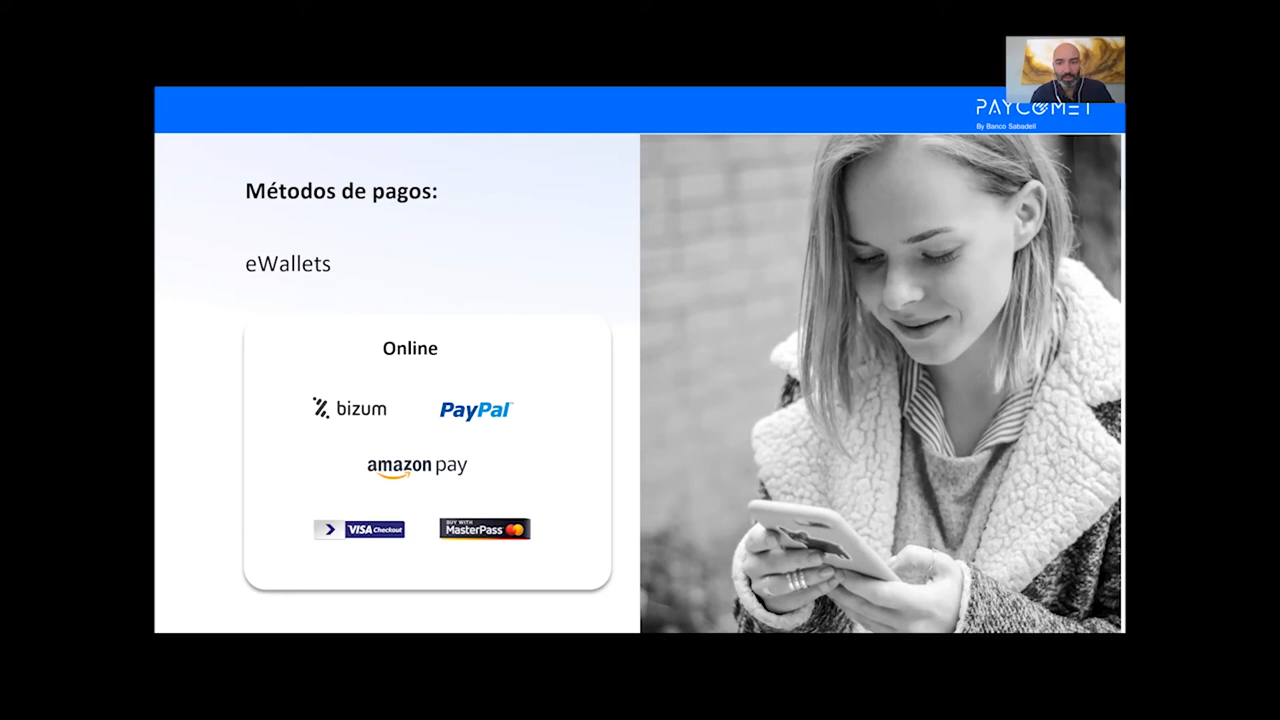 PAYCOMET
By Banco Sabadell
Métodos de pagos:
eWallets
Online
bizum
PayPal
amazon pay
VISA Checkout
BUY WITH
MasterPass